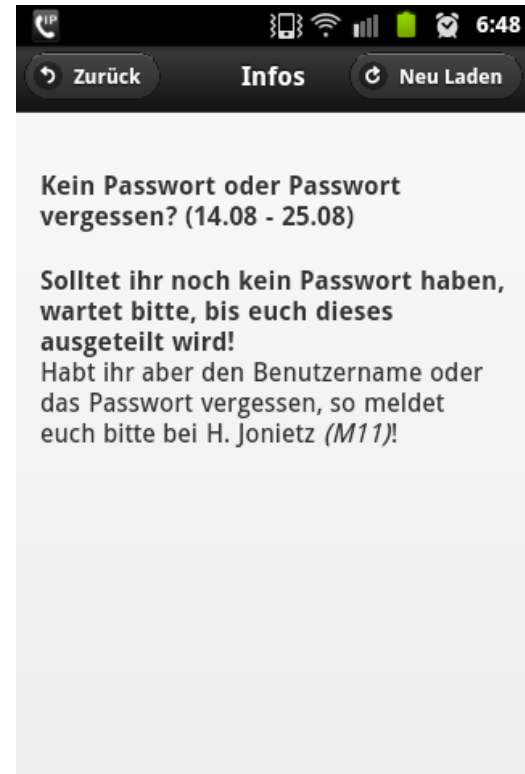 IP
6:48
Zurück Infos Neu Laden
Kein Passwort oder Passwort
vergessen? (14.08 - 25.08)
Solltet ihr noch kein Passwort haben,
wartet bitte, bis euch dieses
ausgeteilt wird!
Habt ihr aber den Benutzername oder
das Passwort vergessen, so meldet
euch bitte bei H. Jonietz (M11)!